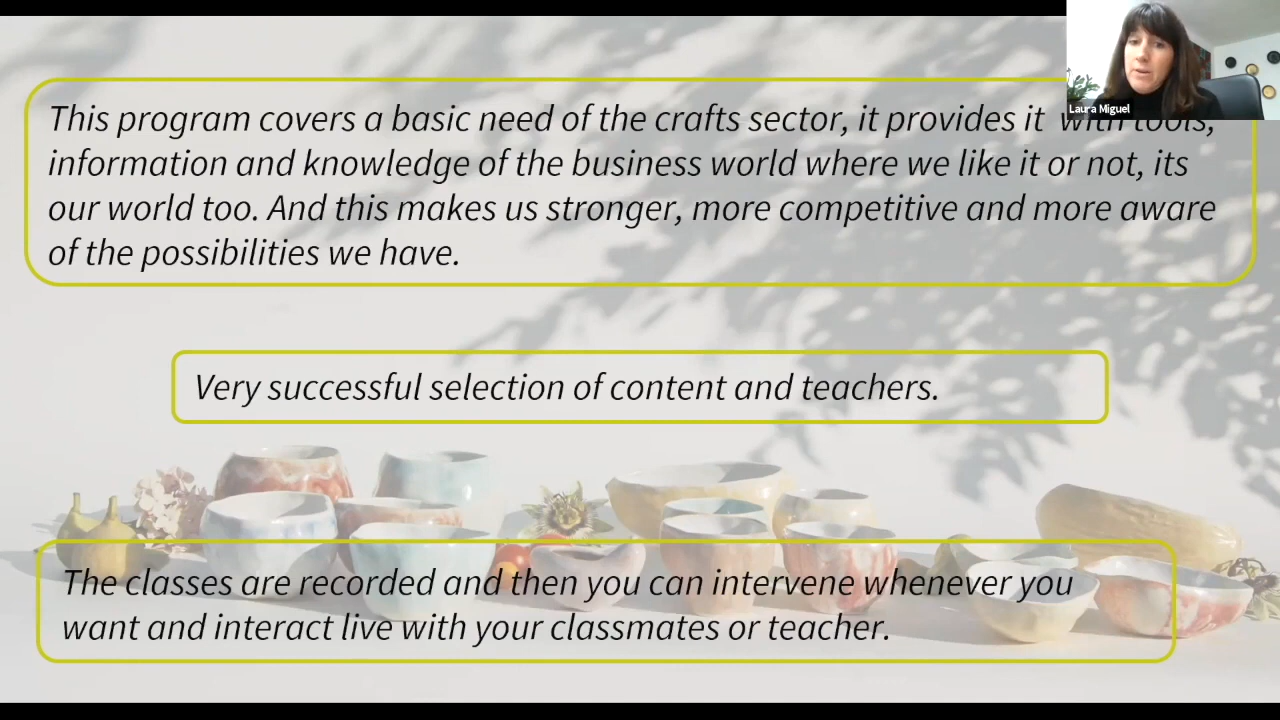 Laura Miguel
This program covers a basic need of the crafts sector, it provides it with tools,
information and knowledge of the business world where we like it or not, its
our world too. And this makes us stronger, more competitive and more aware
of the possibilities we have.
Very successful selection of content and teachers.
The classes are recorded and then you can intervene whenever you
want and interact live with your classmates or teacher.